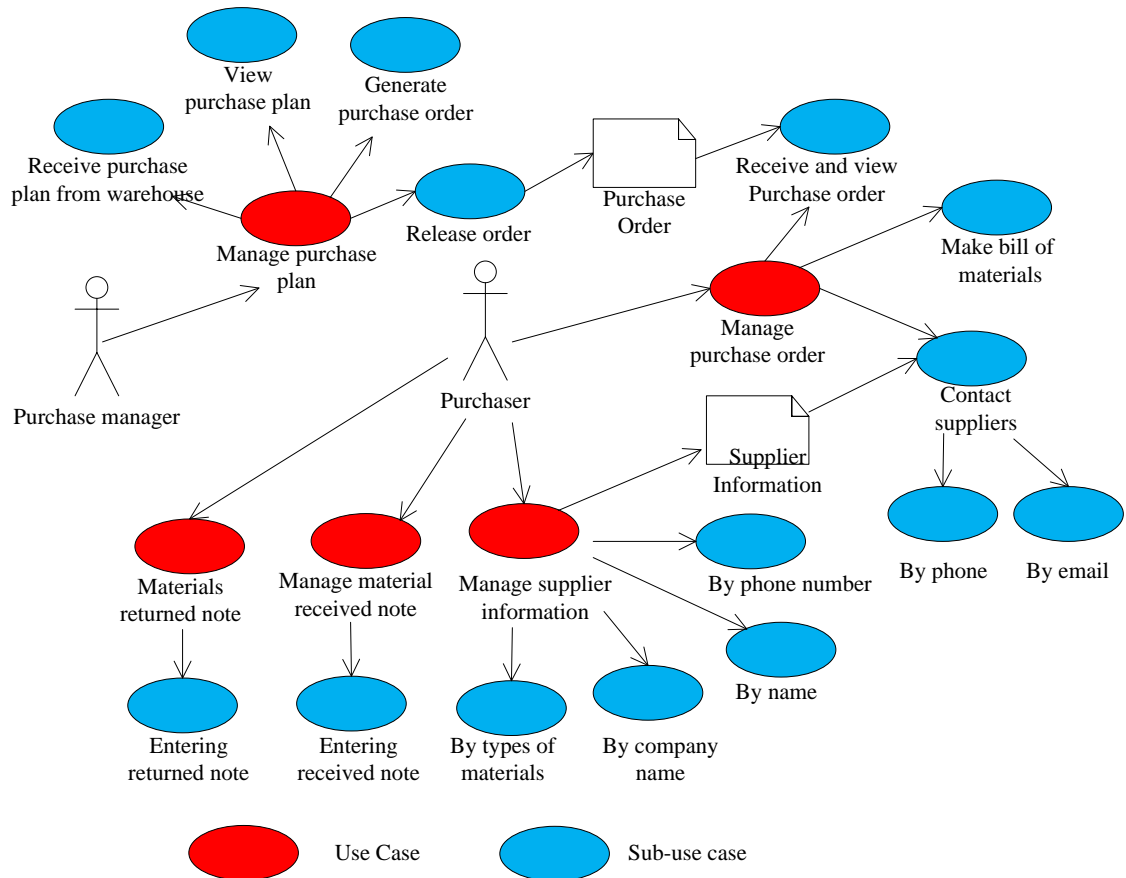 View
purchase plan
Generate
purchase order
Receive purchase
plan from warehouse
Manage purchase
plan
Release order
Purchase
Order
Receive and view
Purchase order
Make bill of
materials
Purchase manager
Purchaser
Manage
purchase order
Contact
suppliers
Supplier
Information
By phone
By email
Materials
returned note
Manage material
received note
Manage supplier
information
By phone number
By name
Entering
returned note
Entering
received note
By types of
materials
By company
name
Use Case
Sub-use case